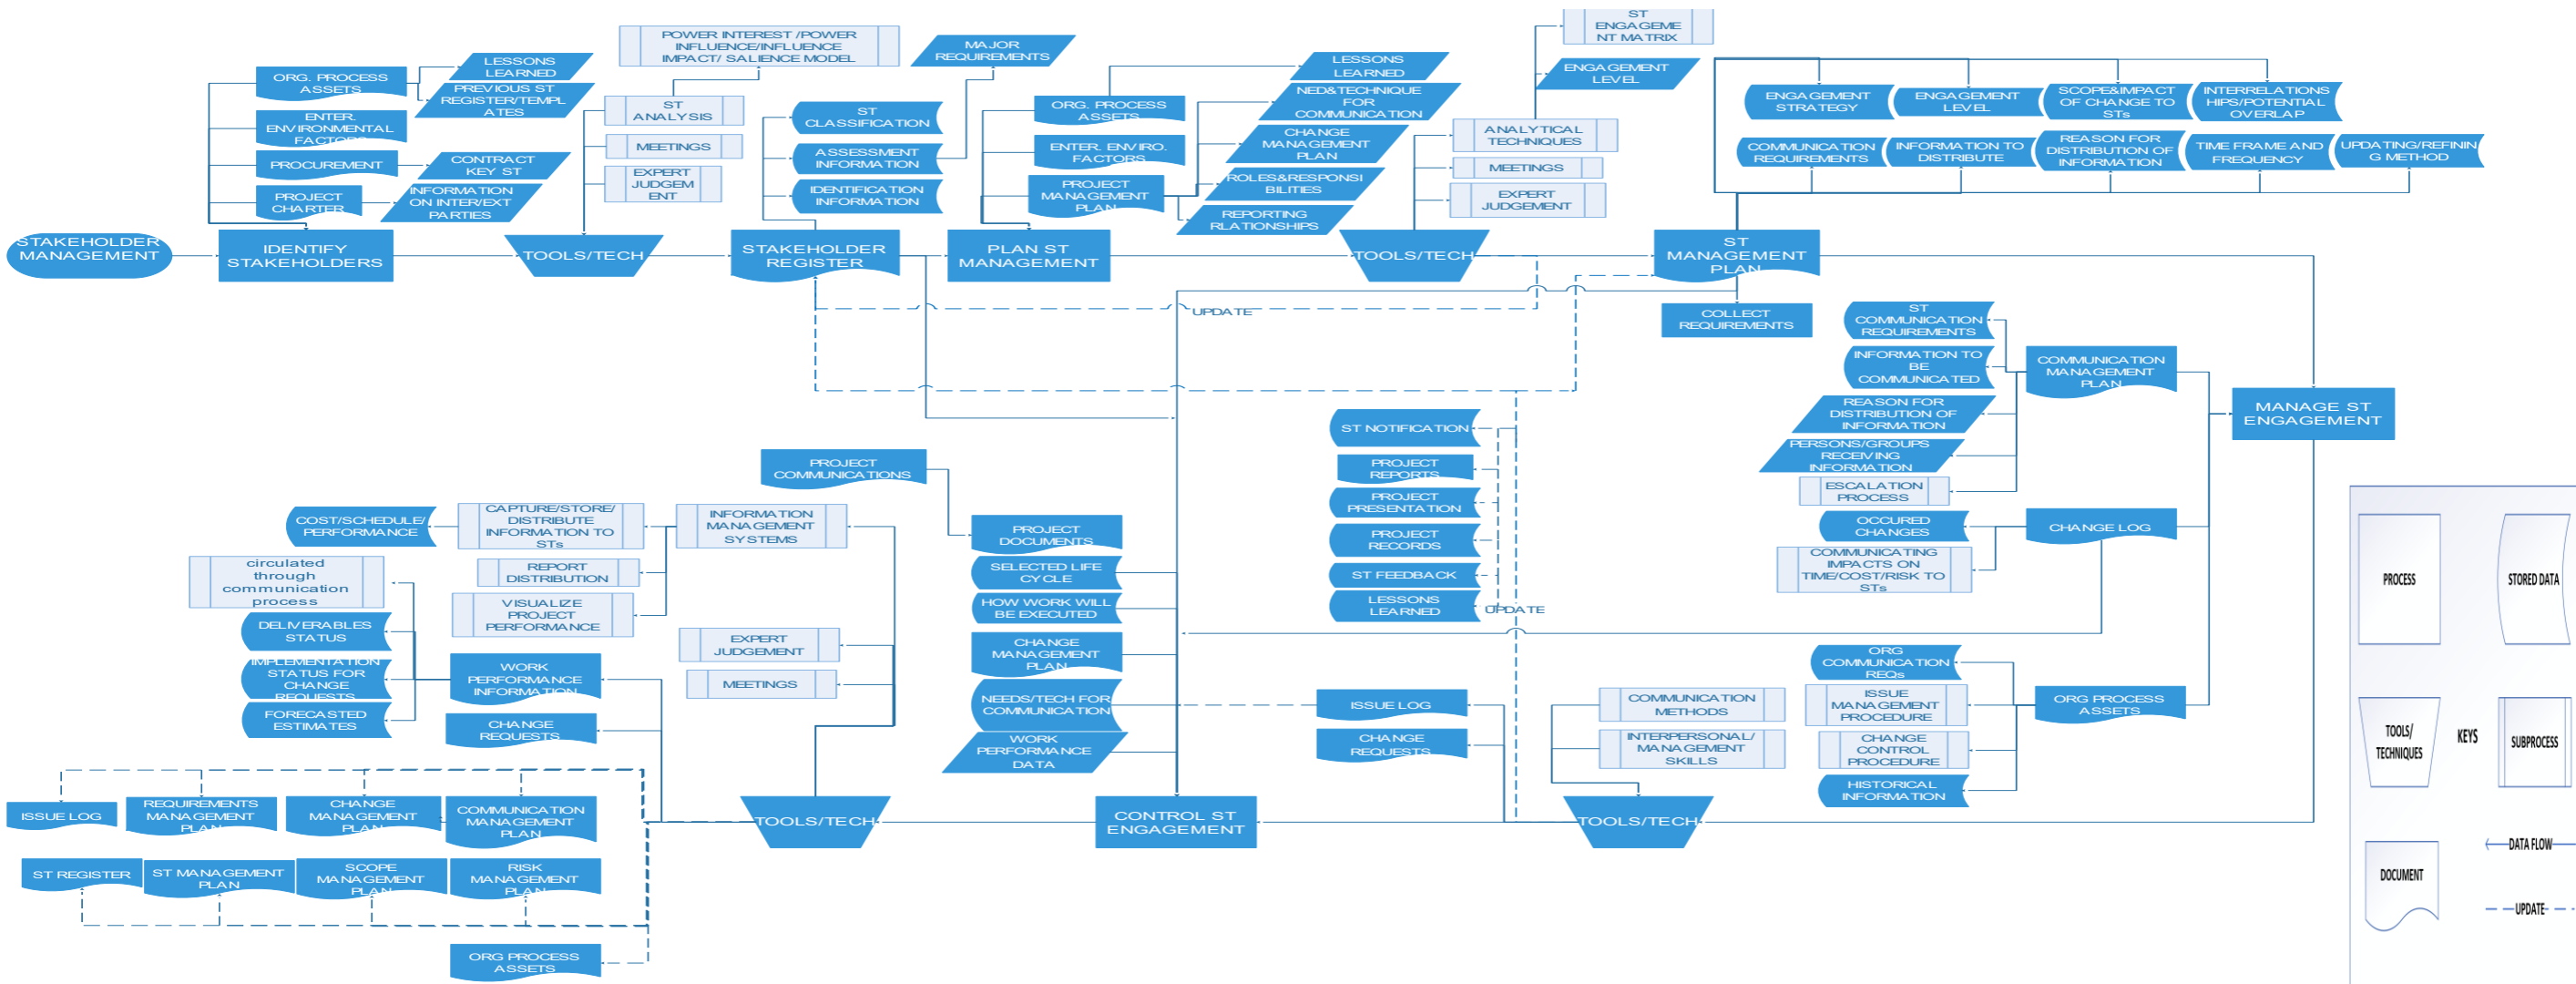 POWER INTEREST /POWER
INFLUENCE/INFLUENCE
IMPACT/ SALIENCE MODEL
MAJOR
REQUIREMENTS
ST
ENGAGEME
NT MATRIX
LESSONS
LEARNED
ORG. PROCESS
ASSETS
PREVIOUS ST
REGISTER/TEMPL
ATES
ENTER.
ENVIRONMENTAL
FACTORS
PROCUREMENT
CONTRACT
KEY ST
PROJECT
CHARTER
INFORMATION
ON INTER/EXT
PARTIES
ST
ANALYSIS
MEETINGS
EXPERT
JUDGEM
ENT
ST
CLASSIFICATION
ASSESSMENT
INFORMATION
IDENTIFICATION
INFORMATION
ORG. PROCESS
ASSETS
ENTER. ENVIRO.
FACTORS
PROJECT
MANAGEMENT
PLAN
LESSONS
LEARNED
NED&TECHNIQUE
FOR
COMMUNICATION
CHANGE
MANAGEMENT
PLAN
ROLES&RESPONSI
BILITIES
REPORTING
RLATIONSHIPS
ENGAGEMENT
LEVEL
ANALYTICAL
TECHNIQUES
MEETINGS
EXPERT
JUDGEMENT
ENGAGEMENT
STRATEGY
ENGAGEMENT
LEVEL
SCOPE&IMPACT
OF CHANGE TO
STs
INTERRELATIONS
HIPS/POTENTIAL
OVERLAP
COMMUNICATION
REQUIREMENTS
INFORMATION TO
DISTRIBUTE
REASON FOR
DISTRIBUTION OF
INFORMATION
TIME FRAME AND
FREQUENCY
UPDATING/REFININ
G METHOD
STAKEHOLDER
MANAGEMENT
IDENTIFY
STAKEHOLDERS
TOOLS/TECH
STAKEHOLDER
REGISTER
PLAN ST
MANAGEMENT
TOOLS/TECH
ST
MANAGEMENT
PLAN
UPDATE
COLLECT
REQUIREMENTS
ST
COMMUNICATION
REQUIREMENTS
INFORMATION TO
BE
COMMUNICATED
REASON FOR
DISTRIBUTION OF
INFORMATION
PERSONS/GROUPS
RECEIVING
INFORMATION
ESCALATION
PROCESS
COMMUNICATION
MANAGEMENT
PLAN
MANAGE ST
ENGAGEMENT
OCCURED
CHANGES
COMMUNICATING
IMPACTS ON
TIME/COST/RISK TO
STs
CHANGE LOG
ST NOTIFICATION
PROJECT
REPORTS
PROJECT
PRESENTATION
PROJECT
RECORDS
ST FEEDBACK
LESSONS
LEARNED
UPDATE
PROJECT
COMMUNICATIONS
COST/SCHEDULE/
PERFORMANCE
CAPTURE/STORE/
DISTRIBUTE
INFORMATION TO
STs
INFORMATION
MANAGEMENT
SYSTEMS
REPORT
DISTRIBUTION
VISUALIZE
PROJECT
PERFORMANCE
circulated
through
communication
process
DELIVERABLES
STATUS
IMPLEMENTATION
STATUS FOR
CHANGE
REQUESTS
FORECASTED
ESTIMATES
WORK
PERFORMANCE
INFORMATION
CHANGE
REQUESTS
EXPERT
JUDGEMENT
MEETINGS
PROJECT
DOCUMENTS
SELECTED LIFE
CYCLE
HOW WORK WILL
BE EXECUTED
CHANGE
MANAGEMENT
PLAN
NEEDS/TECH FOR
COMMUNICATION
WORK
PERFORMANCE
DATA
ISSUE LOG
CHANGE
REQUESTS
COMMUNICATION
METHODS
INTERPERSONAL/
MANAGEMENT
SKILLS
ORG
COMMUNICATION
REQs
ISSUE
MANAGEMENT
PROCEDURE
CHANGE
CONTROL
PROCEDURE
HISTORICAL
INFORMATION
ORG PROCESS
ASSETS
ISSUE LOG
REQUIREMENTS
MANAGEMENT
PLAN
CHANGE
MANAGEMENT
PLAN
COMMUNICATION
MANAGEMENT
PLAN
TOOLS/TECH
CONTROL ST
ENGAGEMENT
TOOLS/TECH
ST REGISTER
ST MANAGEMENT
PLAN
SCOPE
MANAGEMENT
PLAN
RISK
MANAGEMENT
PLAN
ORG PROCESS
ASSETS
PROCESS
STORED DATA
TOOLS/
TECHNIQUES
KEYS
SUBPROCESS
DOCUMENT
DATA FLOW
UPDATE